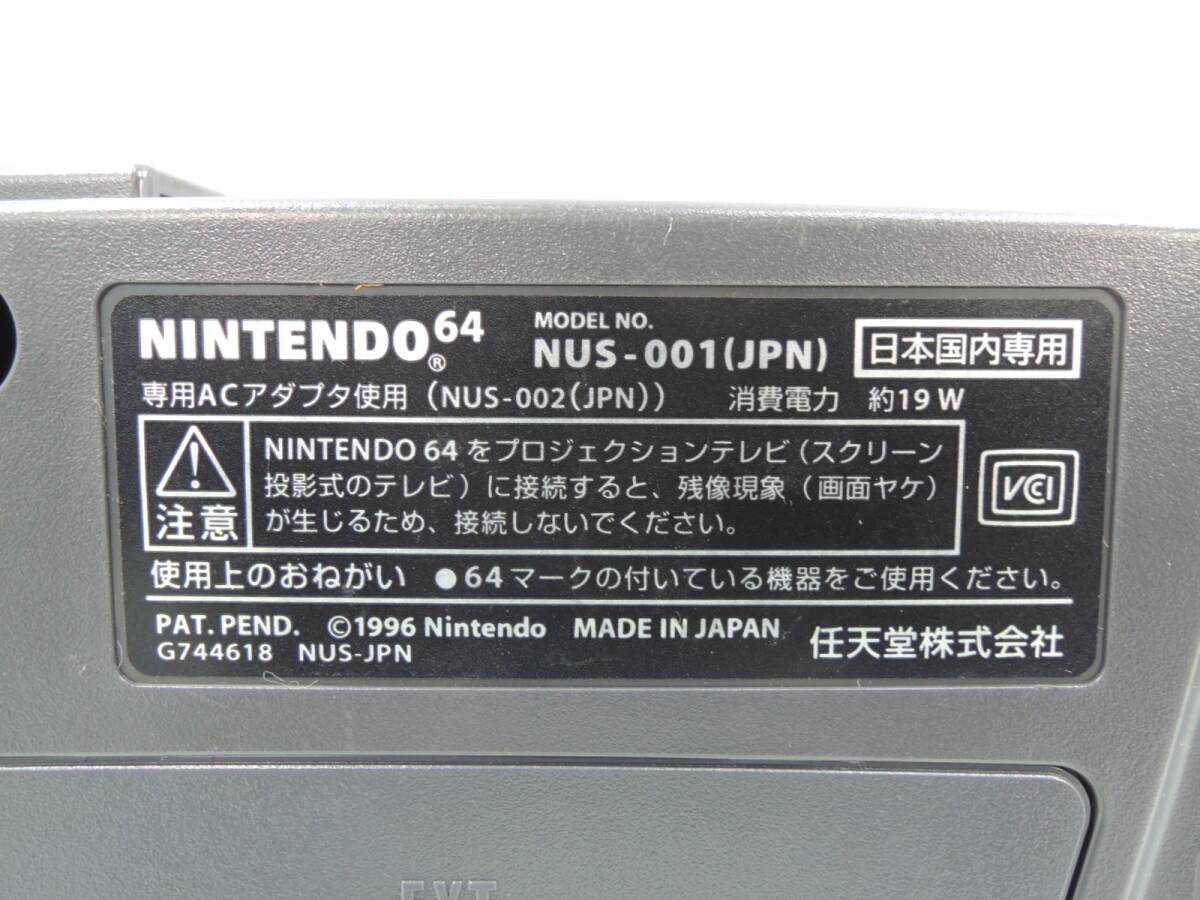 NINTENDO64®
MODEL NO.
NUS-001(JPN)
日本国内専用
専用ACアダプタ使用（NUS-002(JPN)） 消費電力 約19W
注意
NINTENDO 64をプロジェクションテレビ（スクリーン
投影式のテレビ）に接続すると、残像現象（画面ヤケ）
が生じるため、接続しないでください。
VCCI
使用上のおねがい ●64マークの付いている機器をご使用ください。
PAT. PEND. ©1996 Nintendo MADE IN JAPAN
G744618 NUS-JPN
任天堂株式会社
EXT